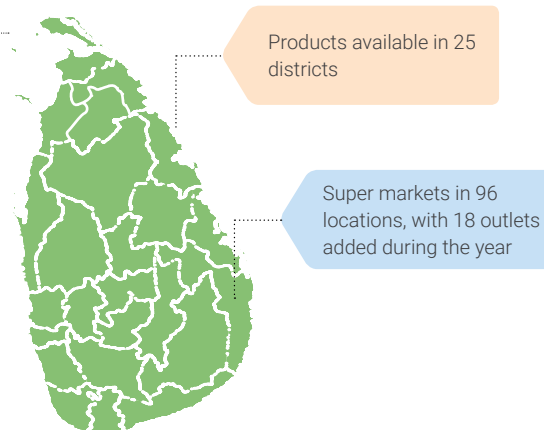 Products available in 25
districts
Super markets in 96
locations, with 18 outlets
added during the year